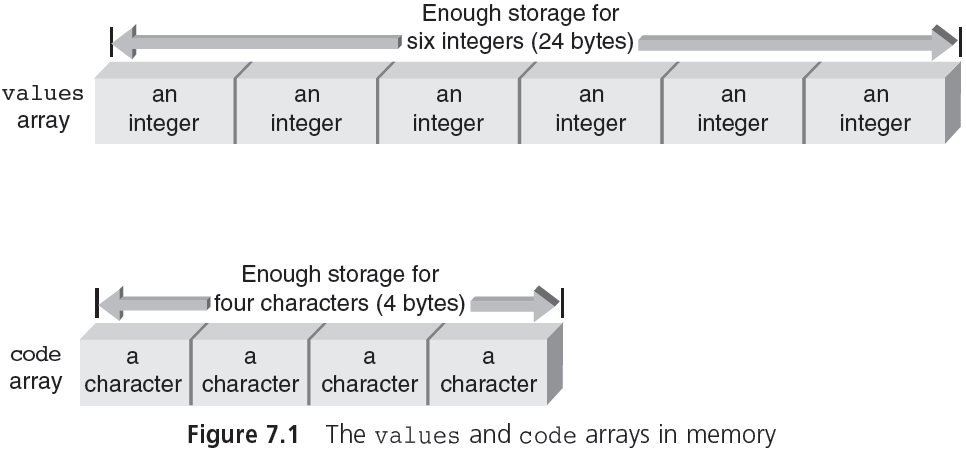 Enough storage for
six integers (24 bytes)
values
array
an an an an an an
integer integer integer integer integer integer
Enough storage for
four characters (4 bytes)
code
array
a a a a
character character character character
Figure 7.1 The values and code arrays in memory